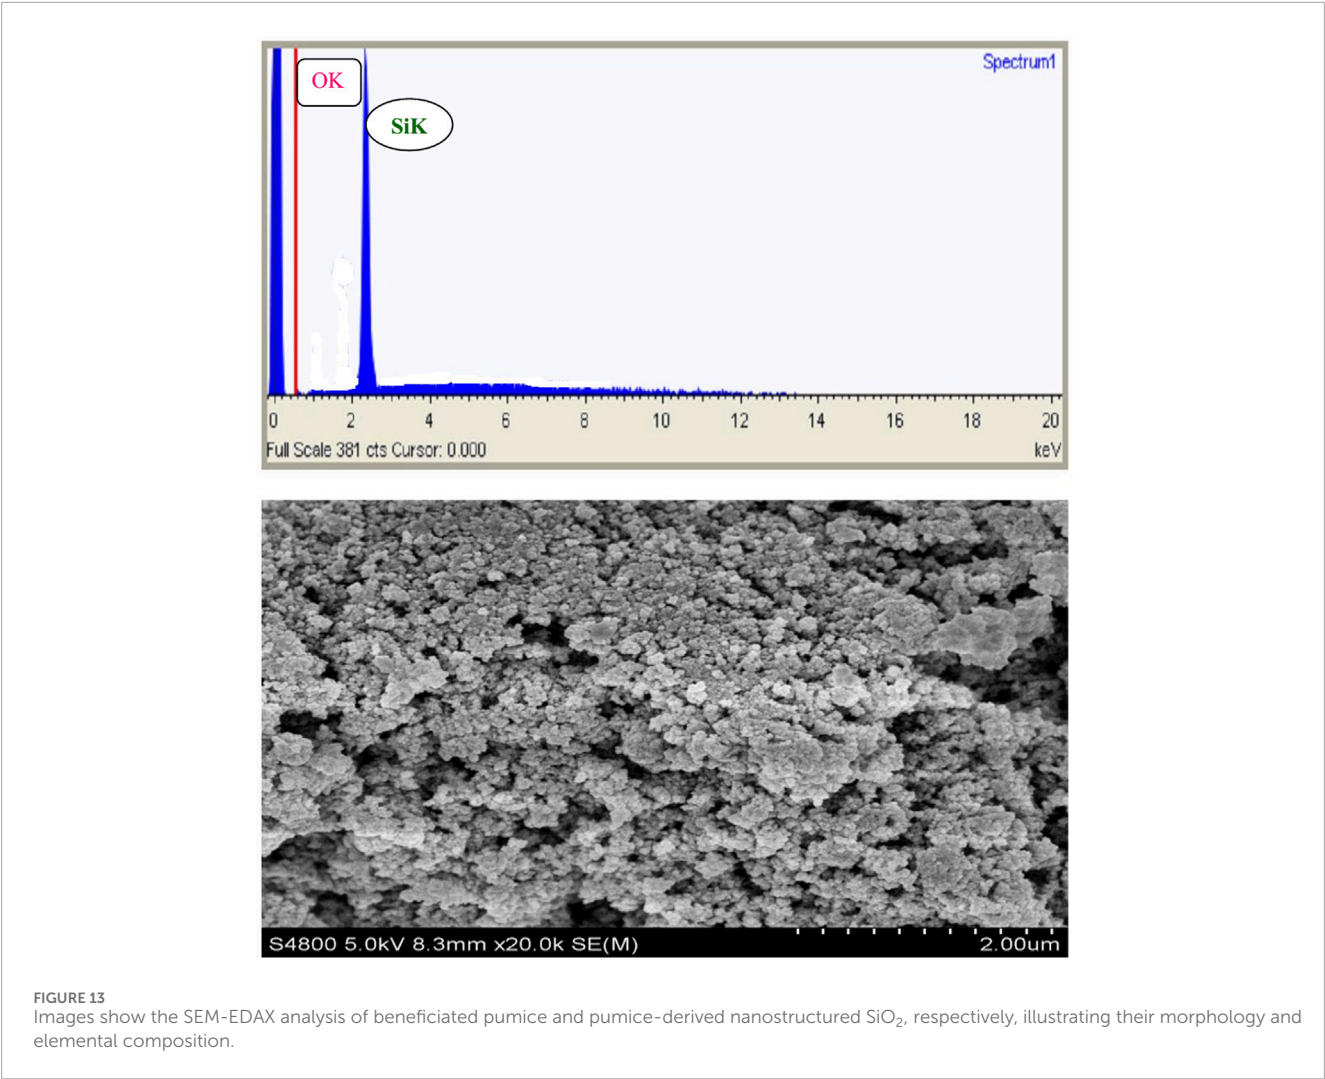 Spectrum1
OK
SiK
0 2 4 6 8 10 12 14 16 18 20
Full Scale 381 cts Cursor: 0.000 keV
S4800 5.0kV 8.3mm x20.0k SE(M) 2.00um
FIGURE 13
Images show the SEM-EDAX analysis of beneficiated pumice and pumice-derived nanostructured SiO₂, respectively, illustrating their morphology and
elemental composition.